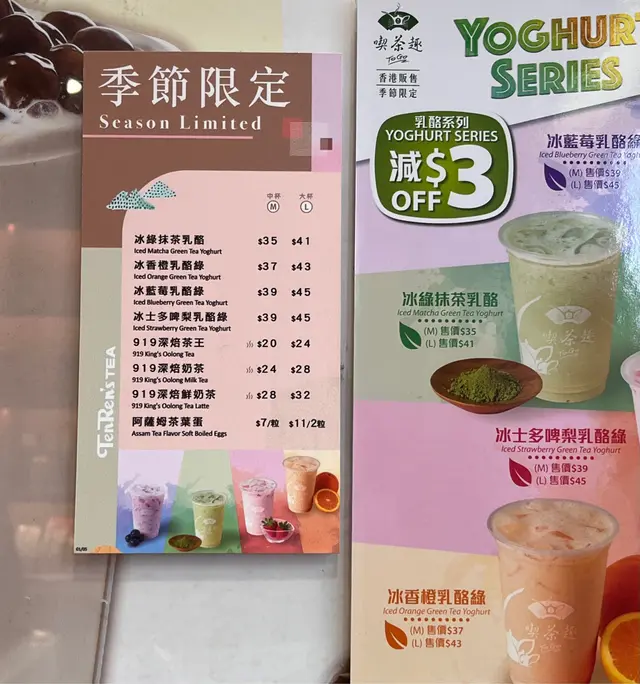 季節限定
Season Limited
中杯 大杯
M L
冰綠抹茶乳酪 $35 $41
Iced Matcha Green Tea Yoghurt
冰香橙乳酪綠 $37 $43
Iced Orange Green Tea Yoghurt
冰藍莓乳酪綠 $39 $45
Iced Blueberry Green Tea Yoghurt
冰士多啤梨乳酪綠 $39 $45
Iced Strawberry Green Tea Yoghurt
919深焙茶王 $20 $24
919 King's Oolong Tea
919深焙奶茶 $24 $28
919 King's Oolong Milk Tea
919深焙鮮奶茶 $28 $32
919 King's Oolong Tea Latte
阿薩姆茶葉蛋 $7/粒 $11/2粒
Assam Tea Flavor Soft Boiled Eggs
TenRen's TEA
喫茶趣
香港販售
季節限定
YOGHURT
SERIES
乳酪系列
YOGHURT SERIES
減$3
OFF
冰藍莓乳酪綠
Iced Blueberry Green Tea Yoghurt
(M) 售價$39
(L) 售價$45
冰綠抹茶乳酪
Iced Matcha Green Tea Yoghurt
(M) 售價$35
(L) 售價$41
喫茶趣
冰士多啤梨乳酪綠
Iced Strawberry Green Tea Yoghurt
(M) 售價$39
(L) 售價$45
冰香橙乳酪綠
Iced Orange Green Tea Yoghurt
(M) 售價$37
(L) 售價$43
喫茶趣